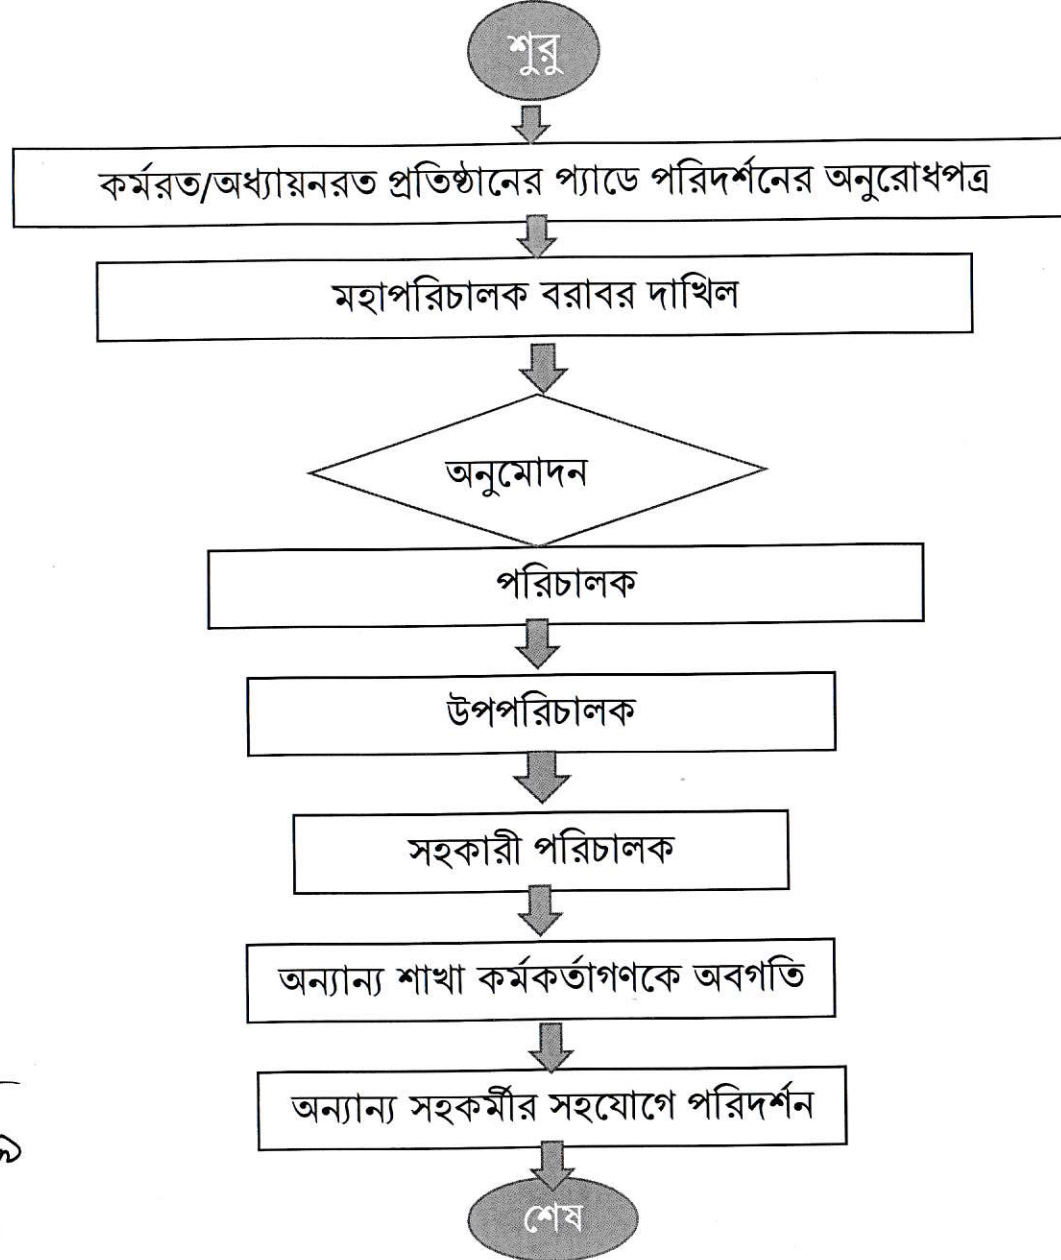 শুরু
কর্মরত/অধ্যায়নরত প্রতিষ্ঠানের প্যাডে পরিদর্শনের অনুরোধপত্র
মহাপরিচালক বরাবর দাখিল
অনুমোদন
পরিচালক
উপপরিচালক
সহকারী পরিচালক
অন্যান্য শাখা কর্মকর্তাগণকে অবগতি
অন্যান্য সহকর্মীর সহযোগে পরিদর্শন
শেষ